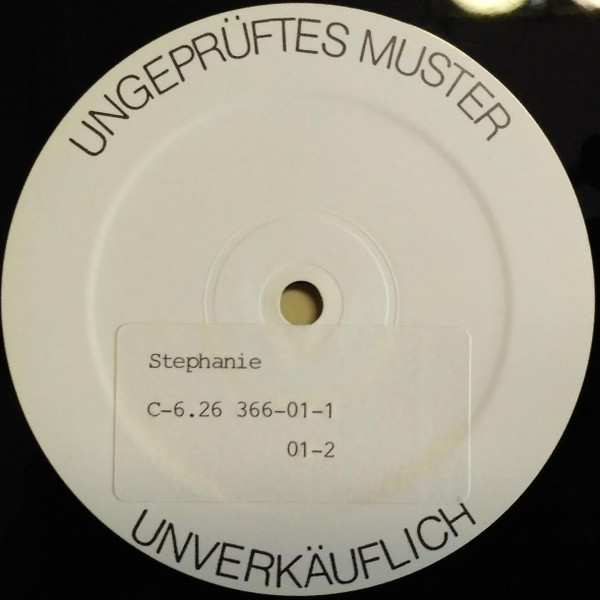 UNGEPRÜFTES MUSTER
Stephanie
C-6.26 366-01-1
01-2
UNVERKÄUFLICH